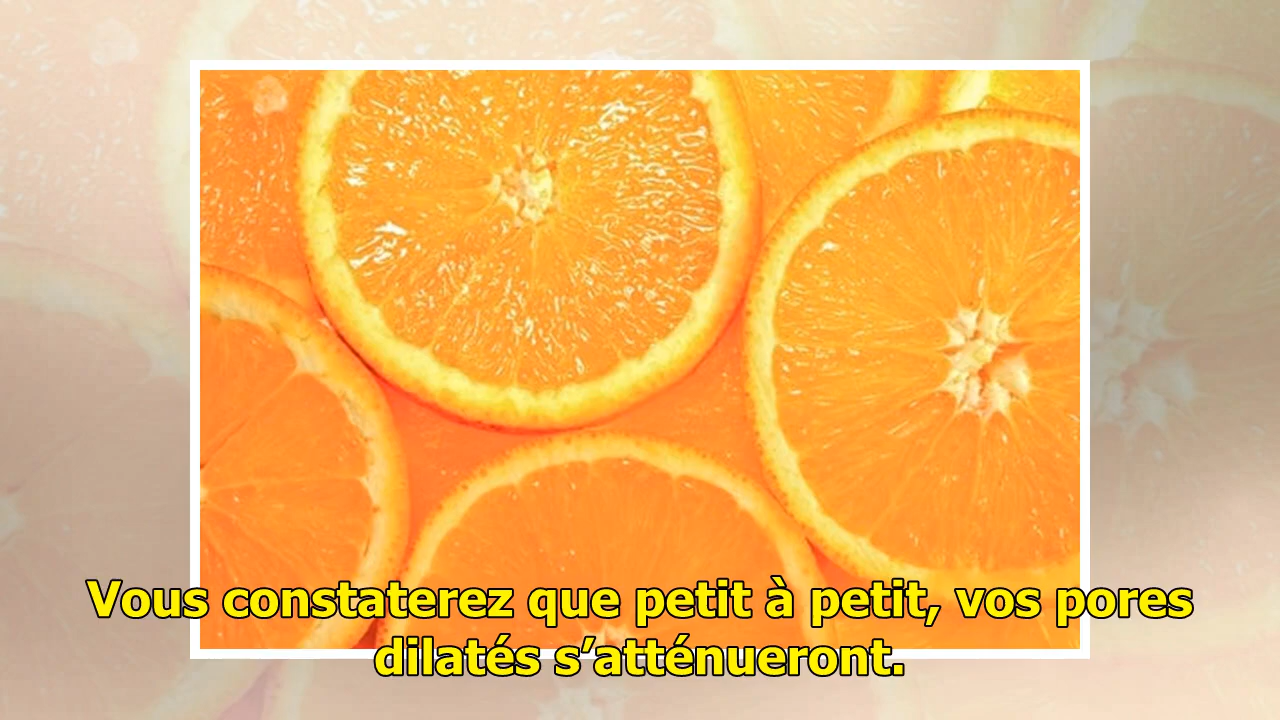 Vous constaterez que petit à petit, vos pores
dilatés s’atténueront.